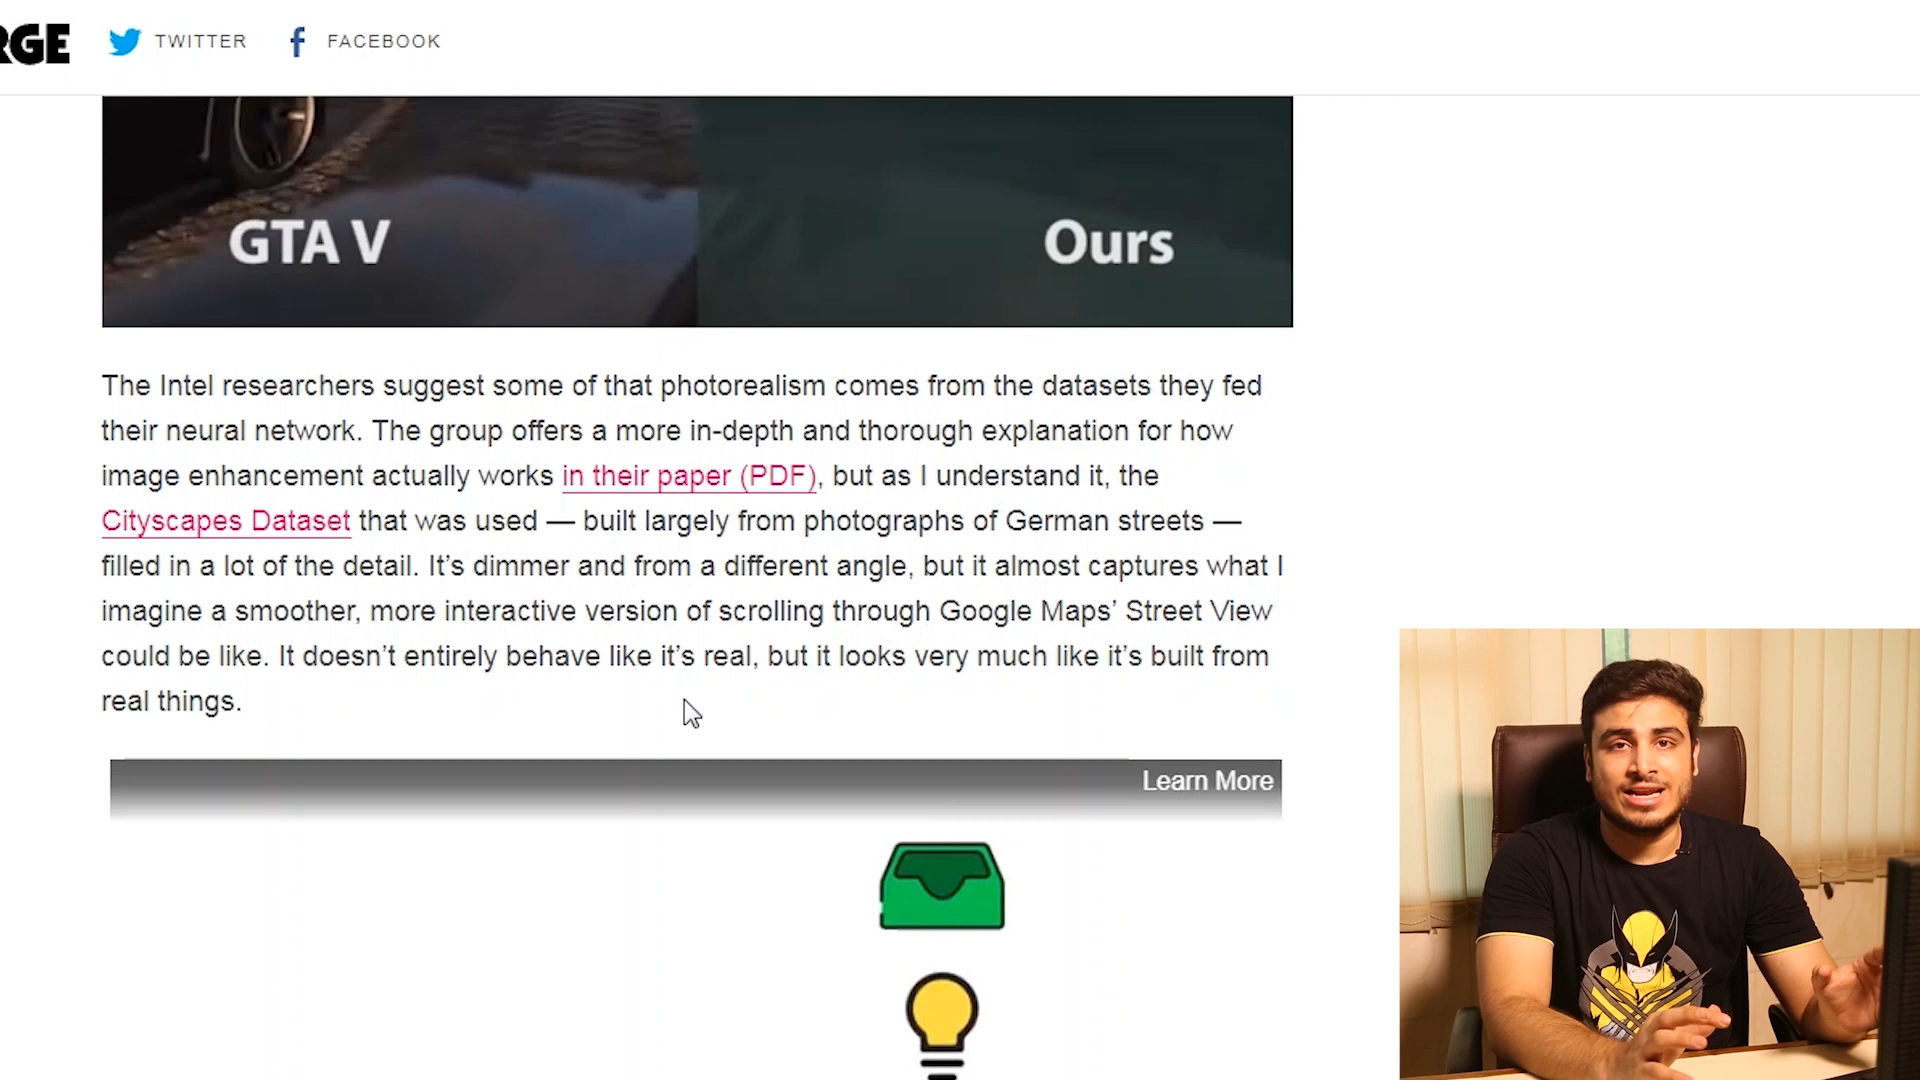 RGE TWITTER FACEBOOK
GTA V Ours
The Intel researchers suggest some of that photorealism comes from the datasets they fed
their neural network. The group offers a more in-depth and thorough explanation for how
image enhancement actually works in their paper (PDF), but as I understand it, the
Cityscapes Dataset that was used — built largely from photographs of German streets —
filled in a lot of the detail. It’s dimmer and from a different angle, but it almost captures what I
imagine a smoother, more interactive version of scrolling through Google Maps’ Street View
could be like. It doesn’t entirely behave like it’s real, but it looks very much like it’s built from
real things.
Learn More